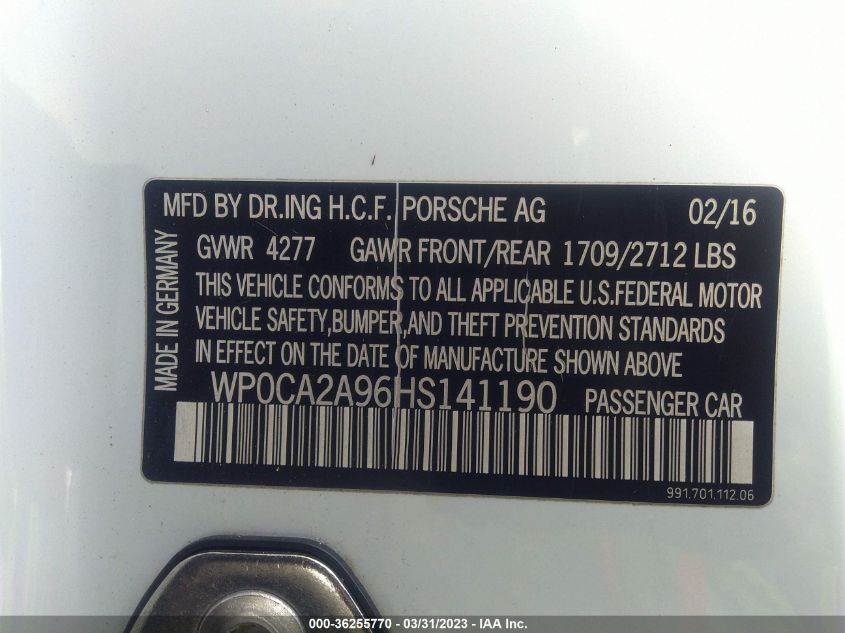 MFD BY DR.ING H.C.F. PORSCHE AG 02/16
GVWR 4277 GAWR FRONT/REAR 1709/2712 LBS
THIS VEHICLE CONFORMS TO ALL APPLICABLE U.S.FEDERAL MOTOR
VEHICLE SAFETY,BUMPER,AND THEFT PREVENTION STANDARDS
IN EFFECT ON THE DATE OF MANUFACTURE SHOWN ABOVE
WP0CA2A96HS141190 PASSENGER CAR
MADE IN GERMANY
991.701.112.06
000-36255770 - 03/31/2023 - IAA Inc.